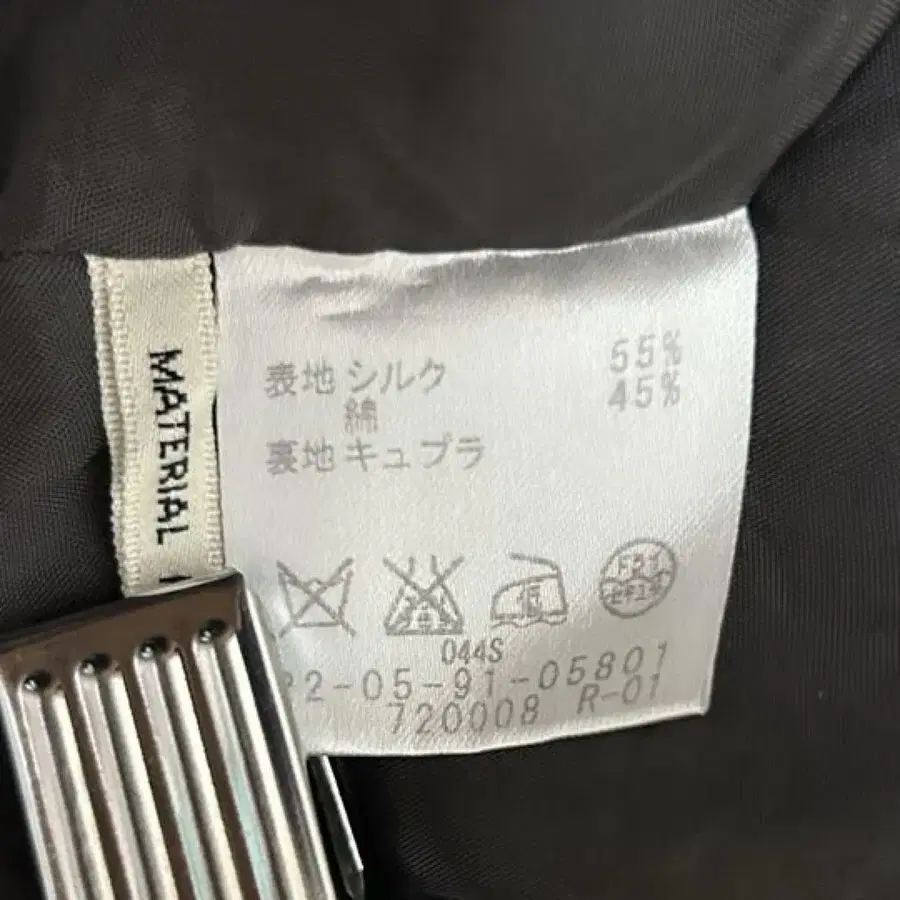 MATERIAL
表地 シルク 55%
綿 45%
裏地 キュプラ
044S
2-05-91-05801
720008 R-01